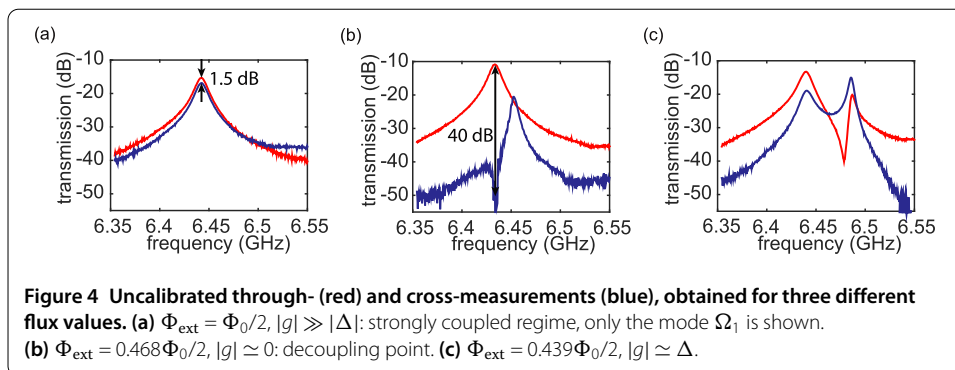 (a)
(b)
(c)
transmission (dB)
-10
-20
-30
-40
-50
1.5 dB
6.35
6.4
6.45
6.5
6.55
frequency (GHz)
transmission (dB)
-10
-20
-30
-40
-50
40 dB
6.35
6.4
6.45
6.5
6.55
frequency (GHz)
transmission (dB)
-10
-20
-30
-40
-50
6.35
6.4
6.45
6.5
6.55
frequency (GHz)
Figure 4 Uncalibrated through- (red) and cross-measurements (blue), obtained for three different
flux values. (a) Φext = Φ0/2, |g| ≫ |Δ|: strongly coupled regime, only the mode Ω1 is shown.
(b) Φext = 0.468Φ0/2, |g| ≃ 0: decoupling point. (c) Φext = 0.439Φ0/2, |g| ≃ Δ.